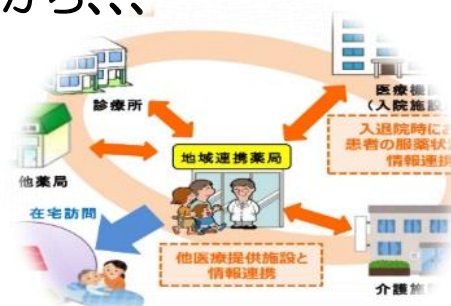 から、、、
診療所
医療機
（入院施設
入退院時に
患者の服薬状
情報連携
地域連携薬局
他薬局
在宅訪問
他医療提供施設と
情報連携
介護施